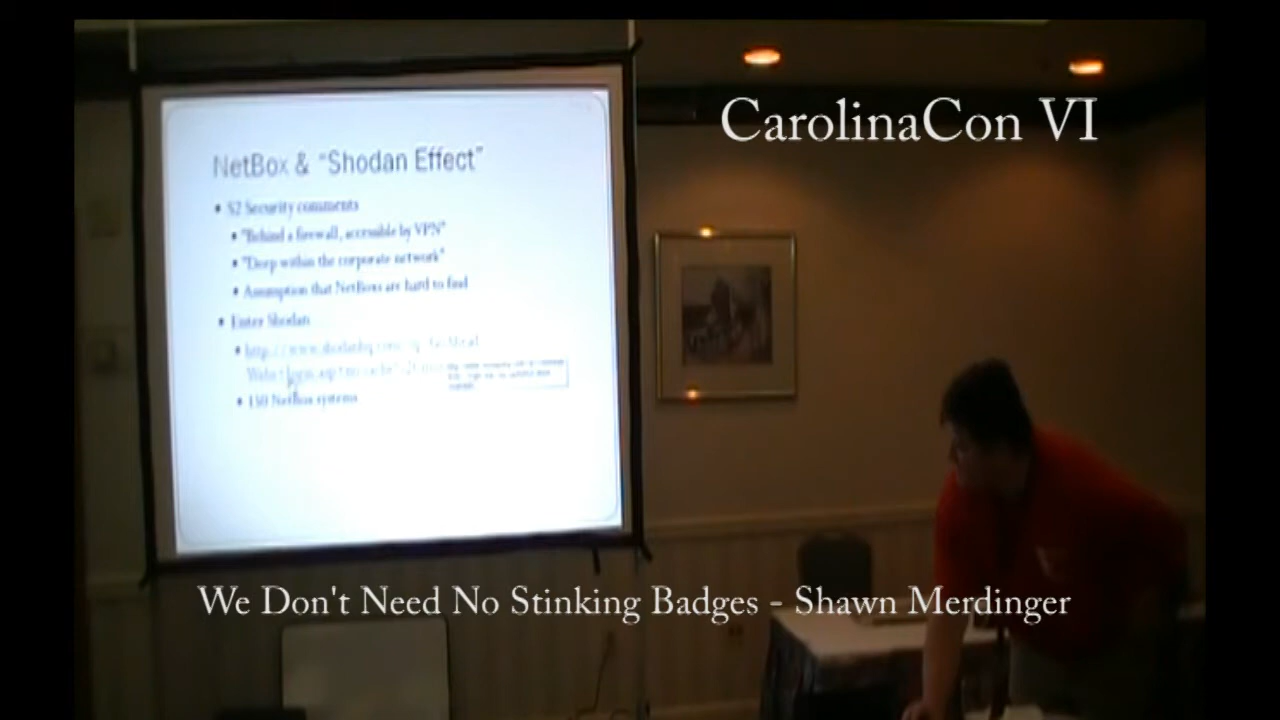 CarolinaCon VI
NetBox & "Shodan Effect"
• S2 Security comments
• "Behind a firewall, accessible by VPN"
• "Deep within the corporate network"
• Assumption that NetBoxs are hard to find
• Enter Shodan
• 150 NetBox systems
We Don't Need No Stinking Badges - Shawn Merdinger